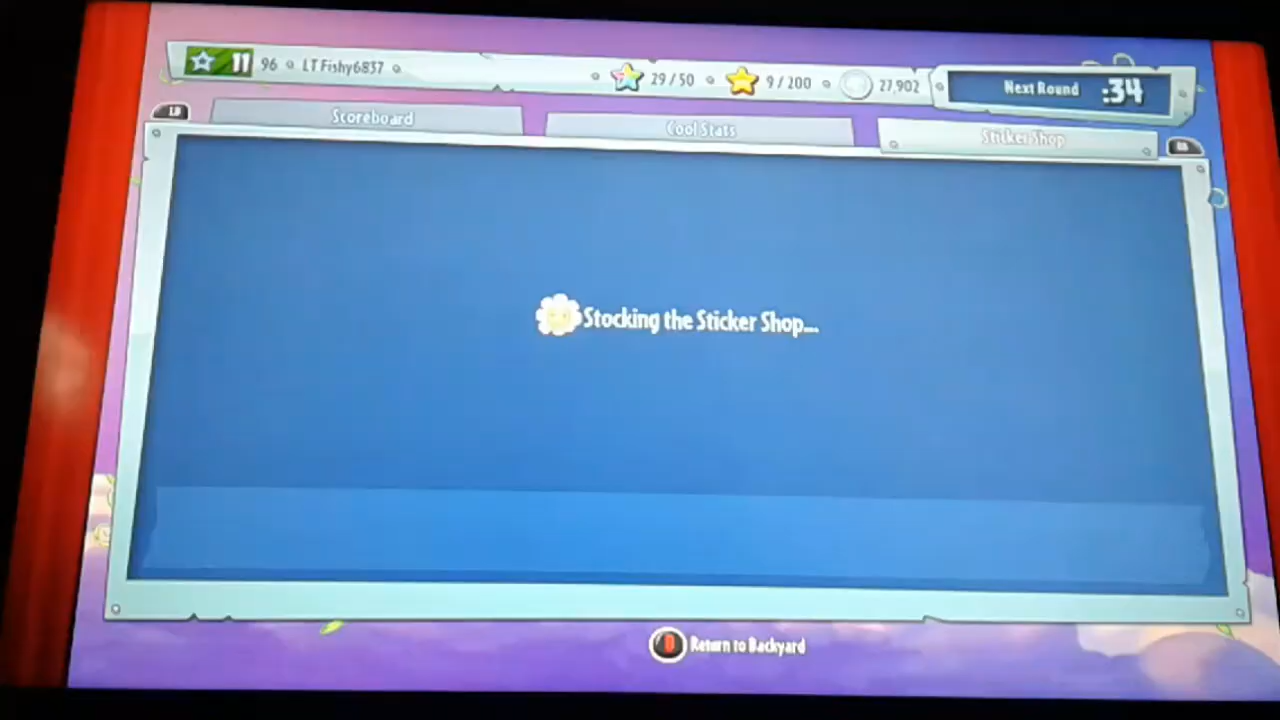 11 96 LT Fishy6837 29/50 9/200 27,902 Next Round :34
LB Scoreboard Cool Stats Sticker Shop
Stocking the Sticker Shop...
Return to Backyard